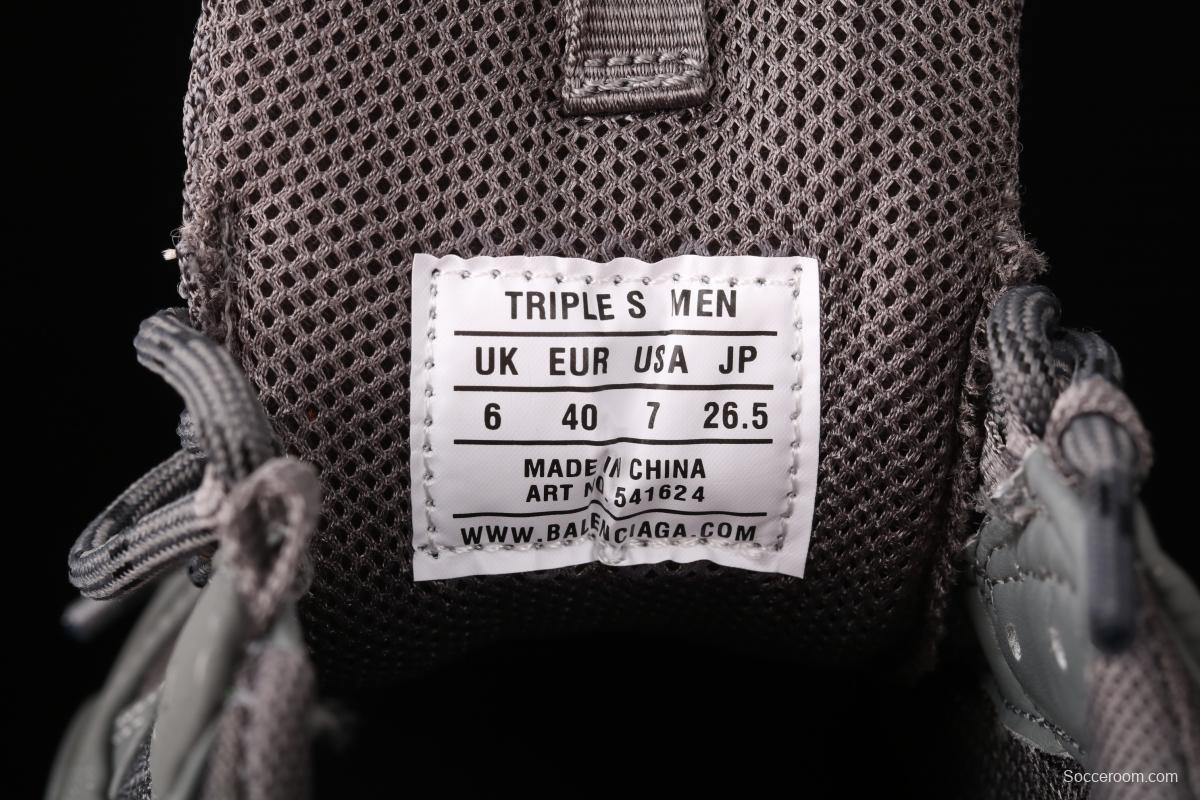 TRIPLE S MEN
UK EUR USA JP
6 40 7 26.5
MADE IN CHINA
ART NO. 541624
WWW.BALENCIAGA.COM
Socceroom.com